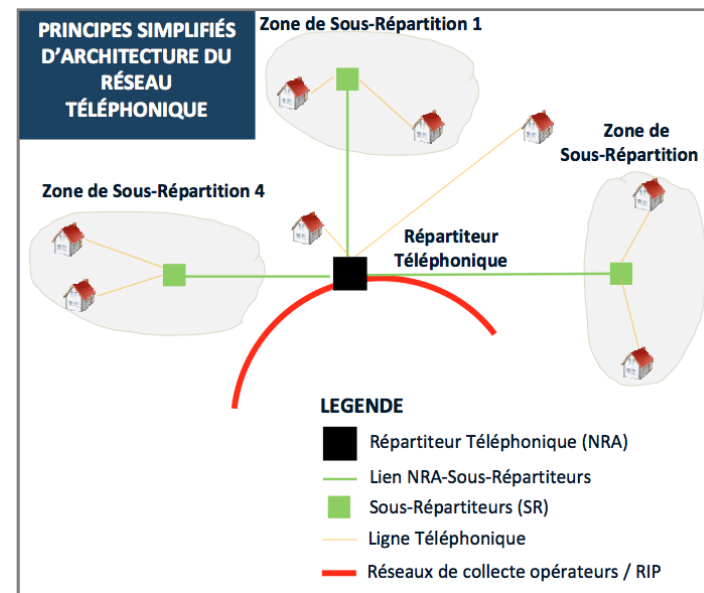 PRINCIPES SIMPLIFIÉS
D’ARCHITECTURE DU
RÉSEAU
TÉLÉPHONIQUE
Zone de Sous-Répartition 1
Zone de
Sous-Répartition
Zone de Sous-Répartition 4
Répartiteur
Téléphonique
LEGENDE
Répartiteur Téléphonique (NRA)
Lien NRA-Sous-Répartiteurs
Sous-Répartiteurs (SR)
Ligne Téléphonique
Réseaux de collecte opérateurs / RIP